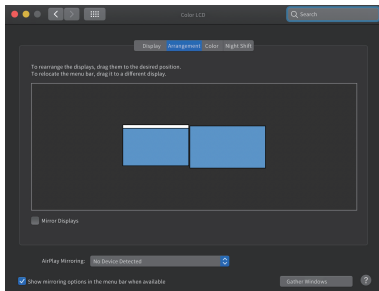 Color LCD
Search
Display Arrangement Color Night Shift
To rearrange the displays, drag them to the desired position.
To relocate the menu bar, drag it to a different display.
Mirror Displays
AirPlay Mirroring: No Device Detected
Show mirroring options in the menu bar when available
Gather Windows ?